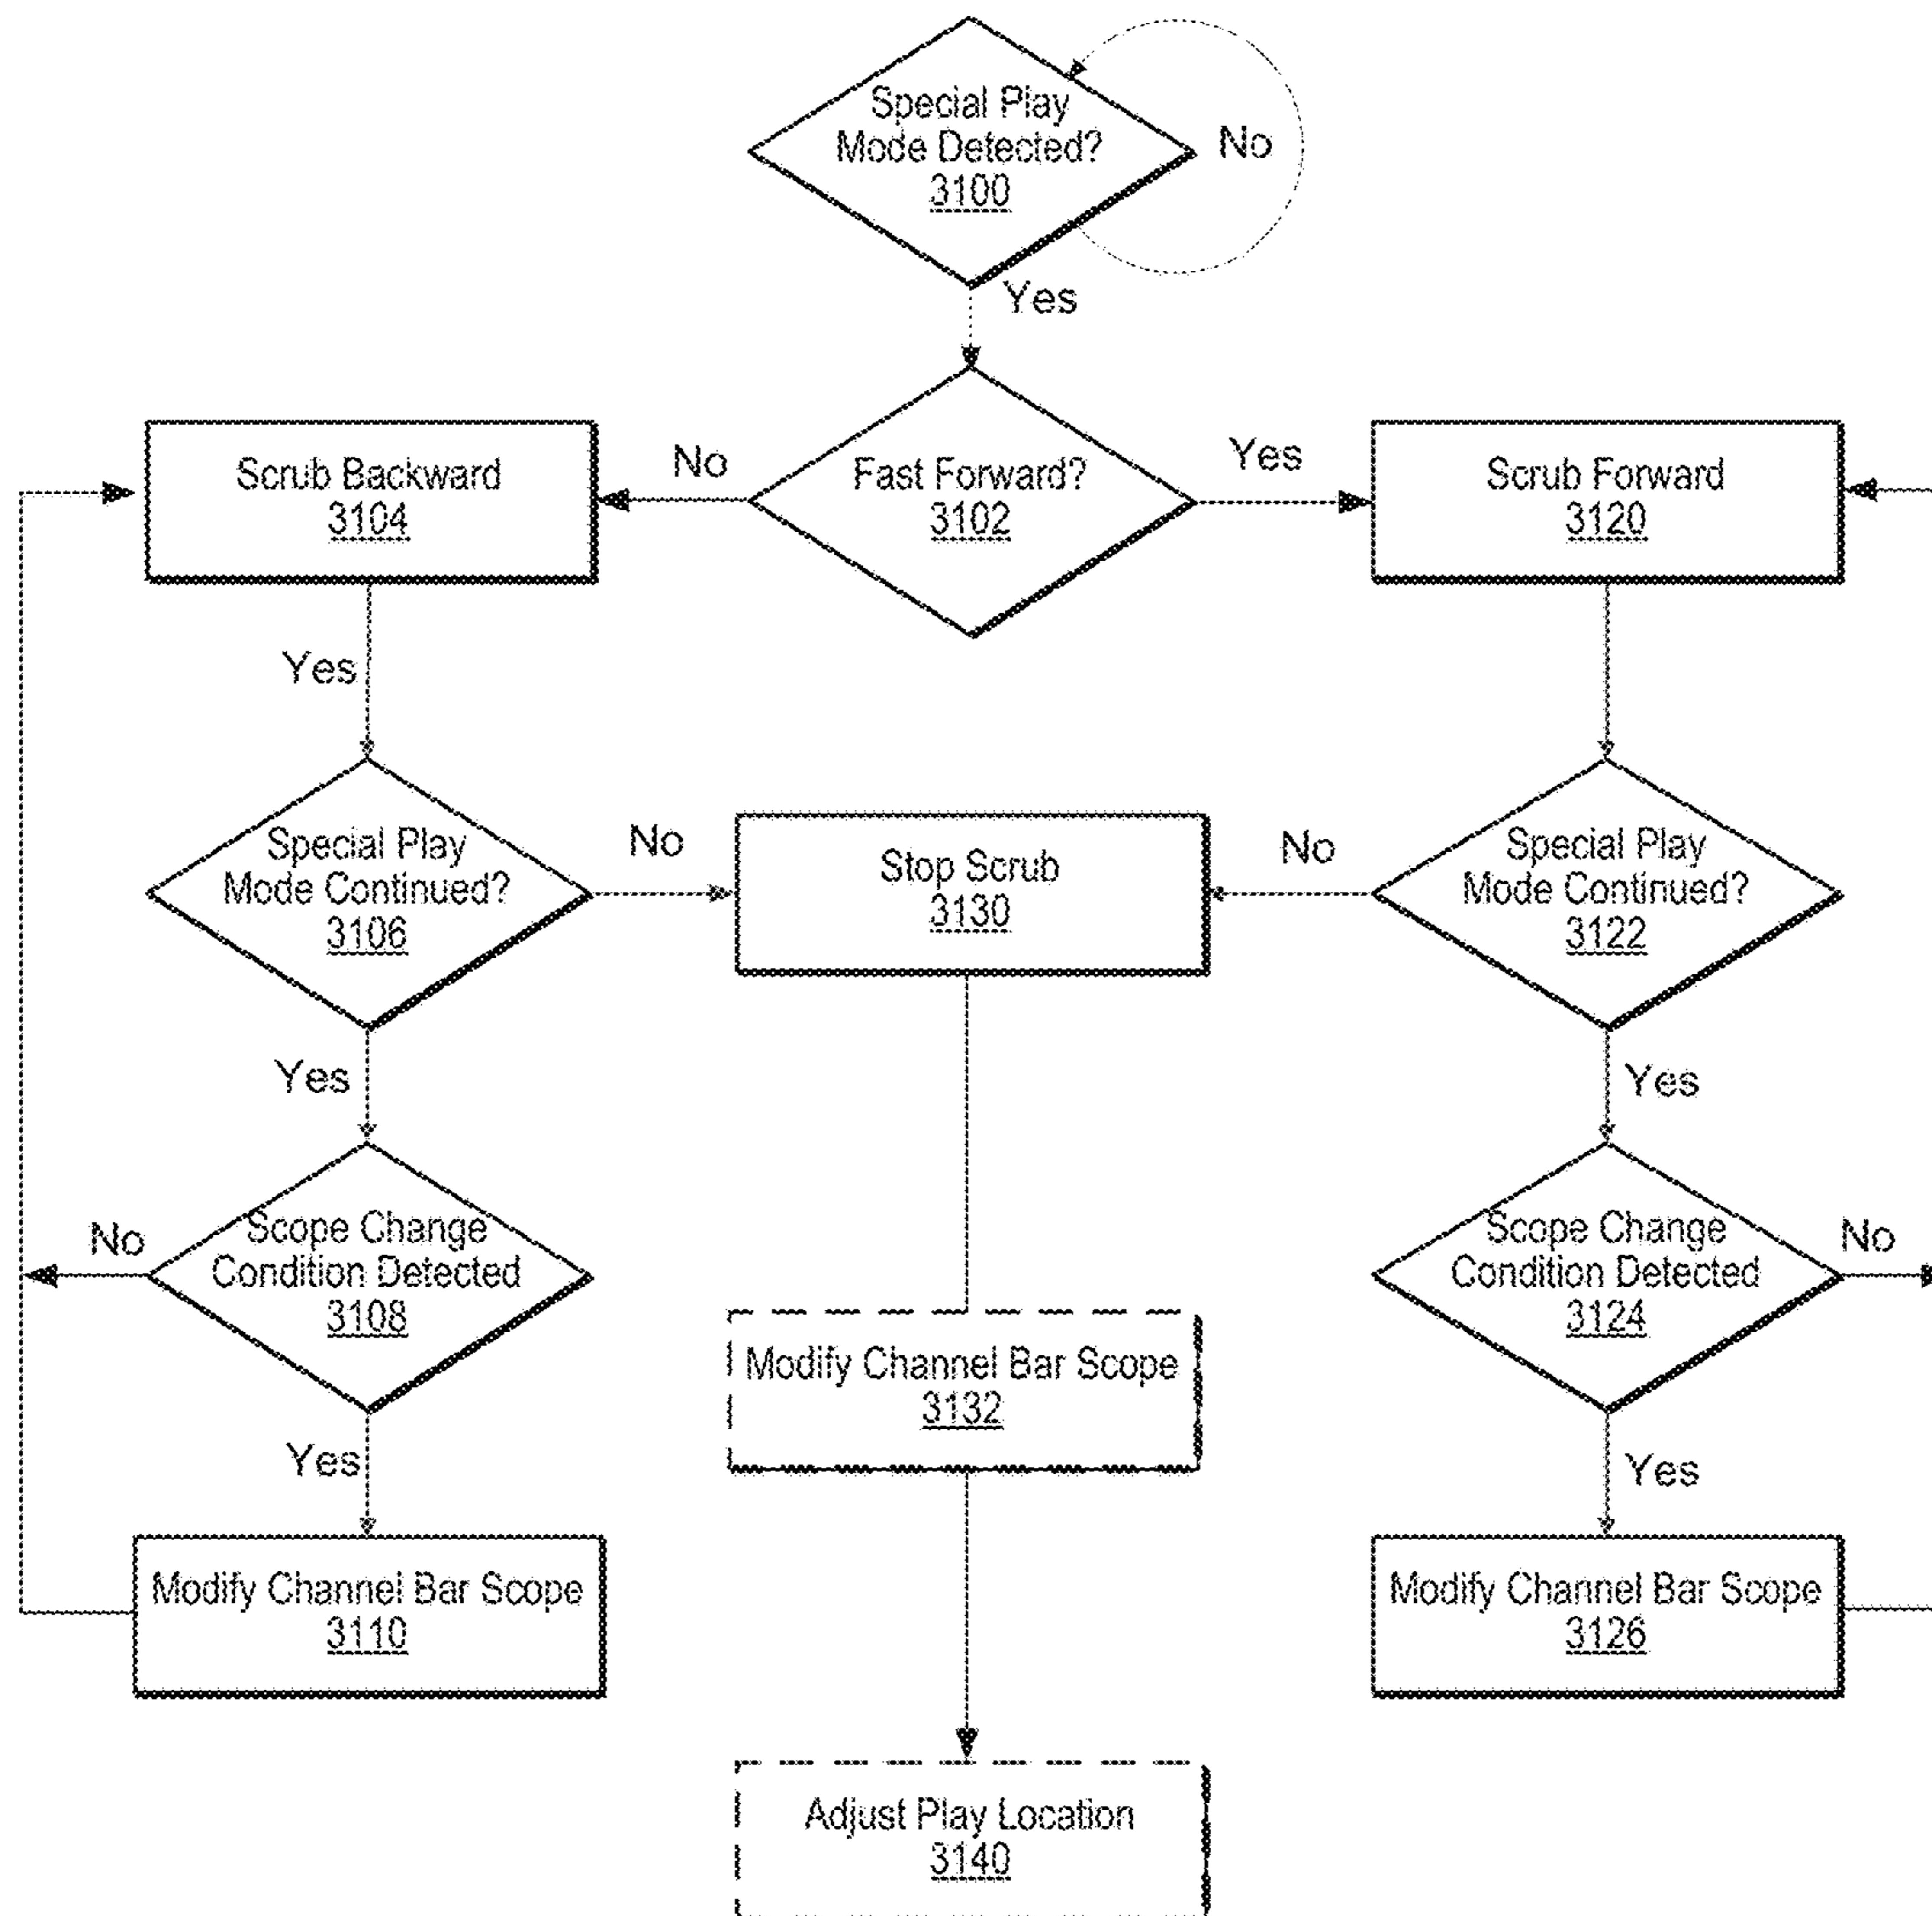 Special Play
Mode Detected?
3100
No
Yes
Scrub Backward
3104
No
Fast Forward?
3102
Yes
Scrub Forward
3120
Yes
Special Play
Mode Continued?
3106
No
Stop Scrub
3130
No
Special Play
Mode Continued?
3122
Yes
Yes
No
Scope Change
Condition Detected
3108
Scope Change
Condition Detected
3124
No
Modify Channel Bar Scope
3132
Yes
Yes
Modify Channel Bar Scope
3110
Modify Channel Bar Scope
3126
Adjust Play Location
3140